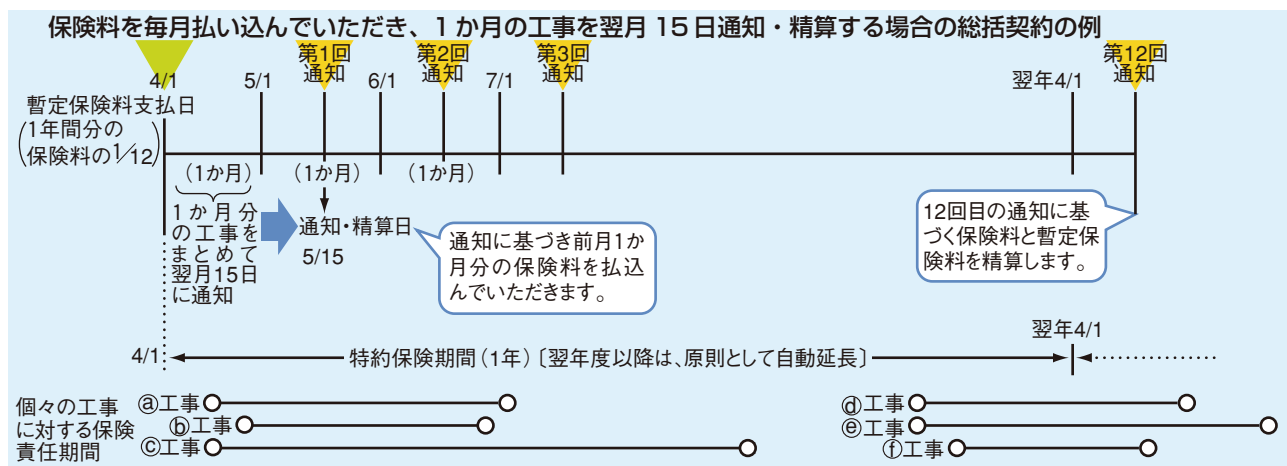 保険料を毎月払い込んでいただき、1か月の工事を翌月15日通知・精算する場合の総括契約の例
第1回
通知
第2回
通知
第3回
通知
第12回
通知
4/1
5/1
6/1
7/1
翌年4/1
暫定保険料支払日
(1年間分の
保険料の1/12)
(1か月)
(1か月)
(1か月)
1か月分
の工事を
まとめて
翌月15日
に通知
通知・精算日
5/15
通知に基づき前月1か
月分の保険料を払込
んでいただきます。
12回目の通知に基
づく保険料と暫定保
険料を精算します。
4/1
特約保険期間(1年)〔翌年度以降は、原則として自動延長〕
翌年4/1
個々の工事
に対する保険
責任期間
ⓐ工事
ⓑ工事
ⓒ工事
ⓓ工事
ⓔ工事
ⓕ工事